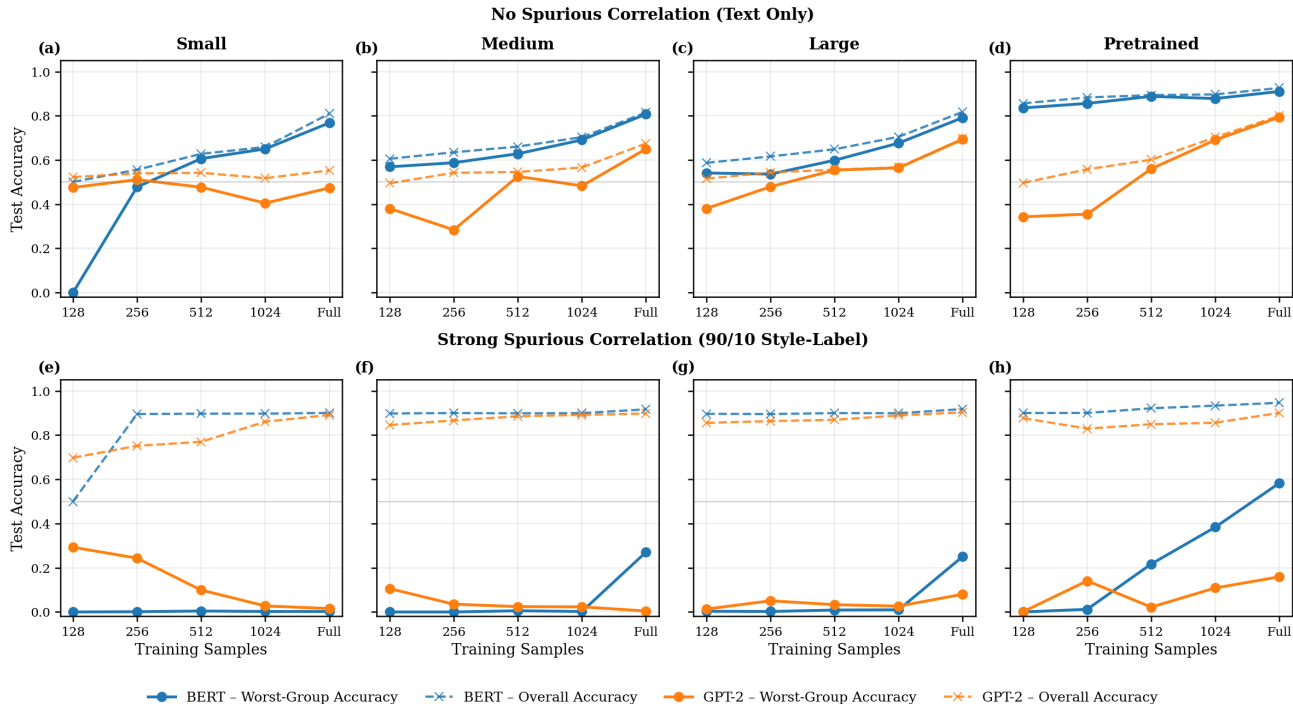 No Spurious Correlation (Text Only)
(a) Small (b) Medium (c) Large (d) Pretrained
1.0
0.8
0.6
0.4
0.2
0.0
Test Accuracy
128 256 512 1024 Full 128 256 512 1024 Full 128 256 512 1024 Full 128 256 512 1024 Full
Strong Spurious Correlation (90/10 Style-Label)
(e) (f) (g) (h)
1.0
0.8
0.6
0.4
0.2
0.0
Test Accuracy
128 256 512 1024 Full 128 256 512 1024 Full 128 256 512 1024 Full 128 256 512 1024 Full
Training Samples Training Samples Training Samples Training Samples
BERT – Worst-Group Accuracy BERT – Overall Accuracy GPT-2 – Worst-Group Accuracy GPT-2 – Overall Accuracy